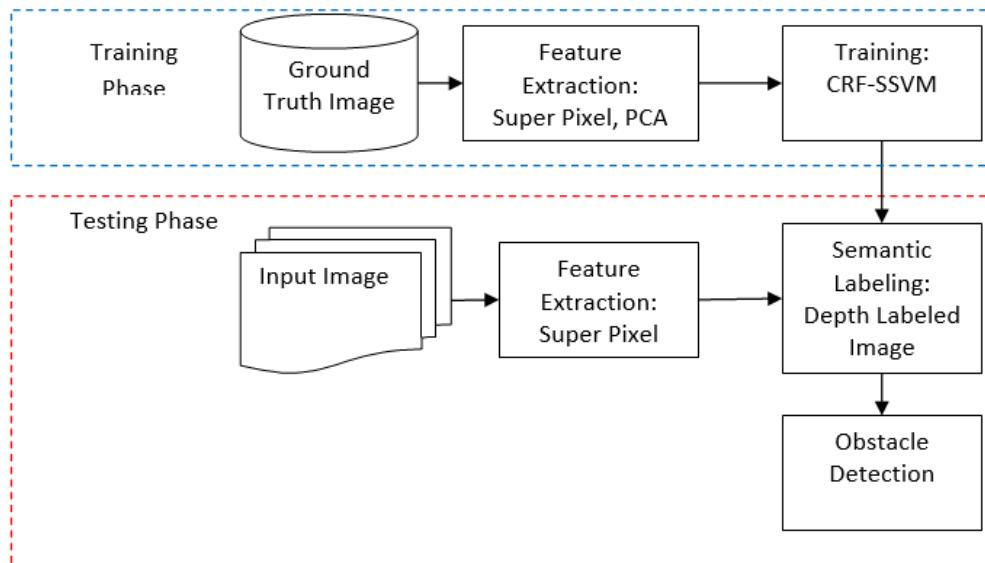 Training
Phase
Ground
Truth Image
Feature
Extraction:
Super Pixel, PCA
Training:
CRF-SSVM
Testing Phase
Input Image
Feature
Extraction:
Super Pixel
Semantic
Labeling:
Depth Labeled
Image
Obstacle
Detection